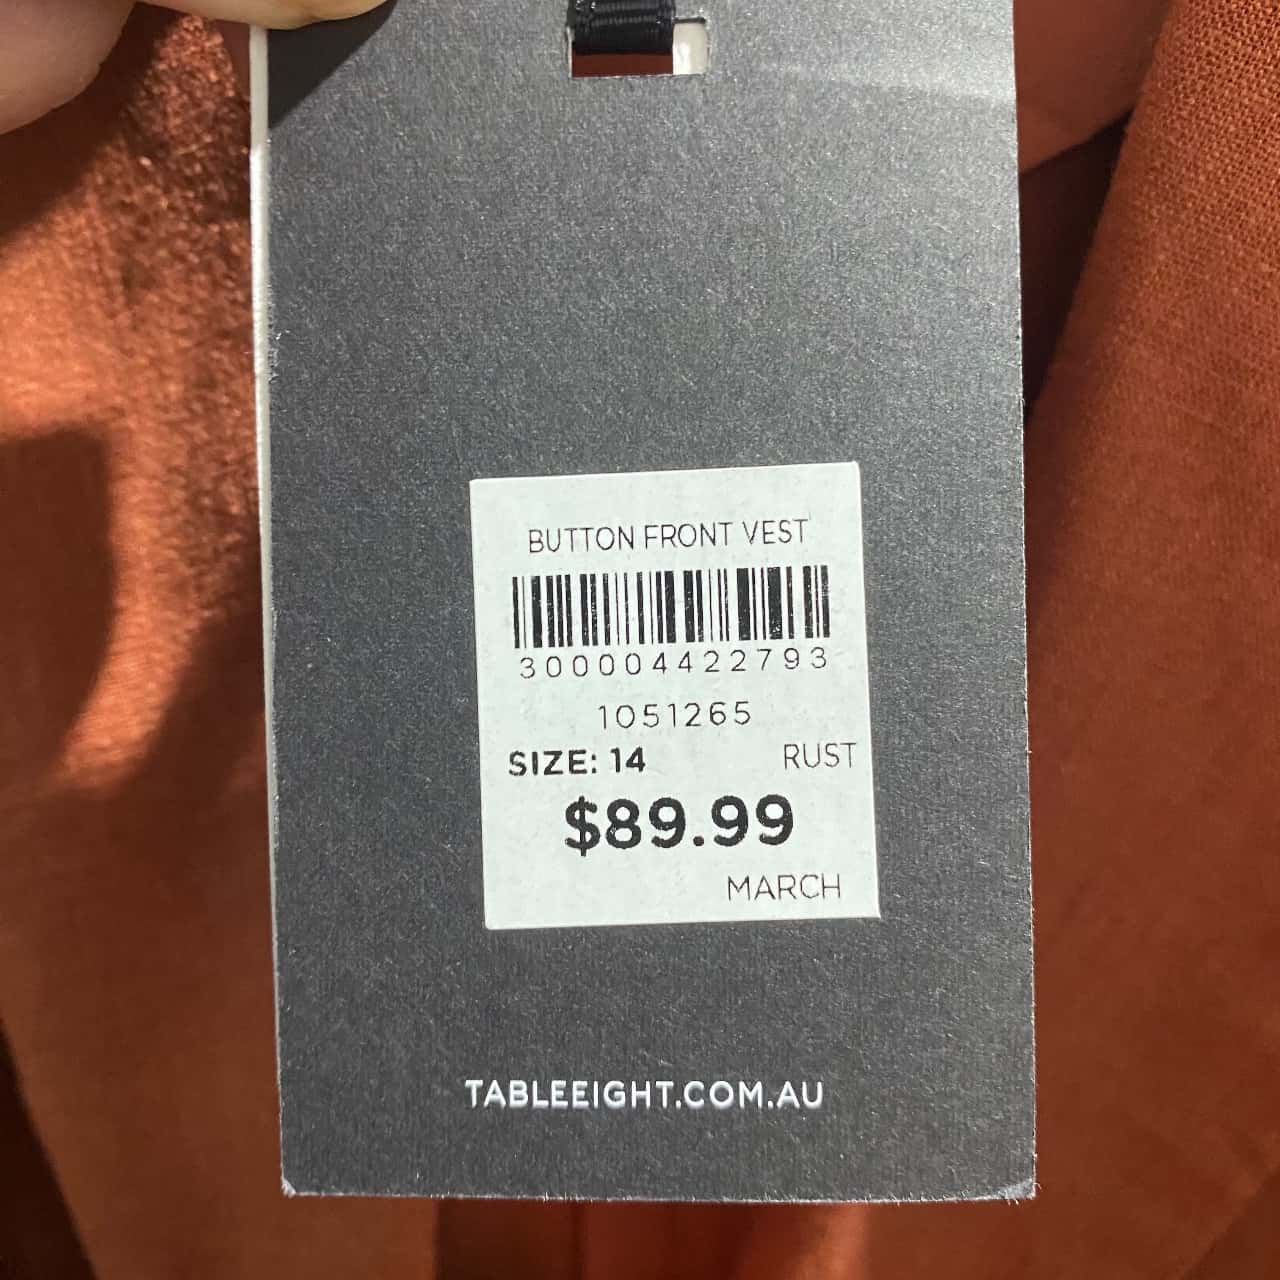 BUTTON FRONT VEST
300004422793
1051265
SIZE: 14 RUST
$89.99
MARCH
TABLEEIGHT.COM.AU